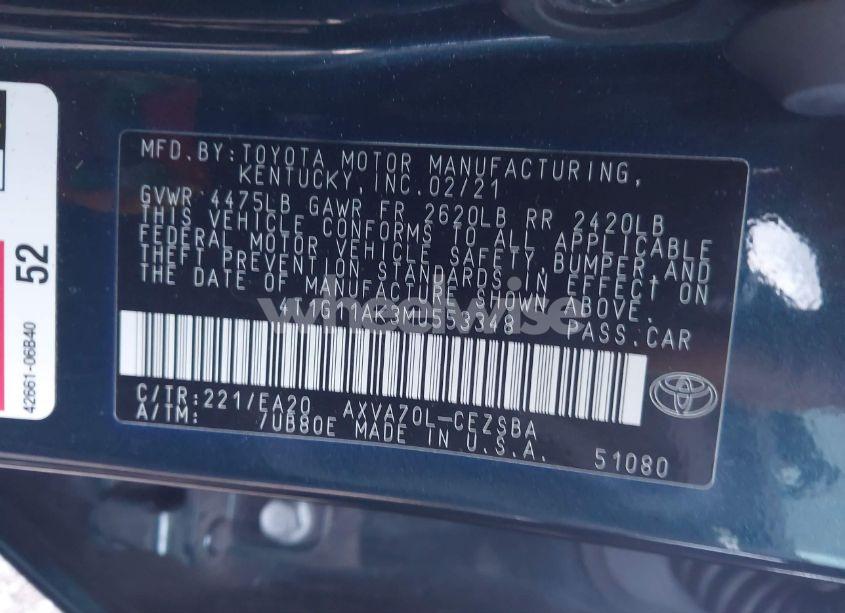 MFD.BY:TOYOTA MOTOR MANUFACTURING,
KENTUCKY,INC.02/21
GVWR 4475LB GAWR FR 2620LB RR 2420LB
THIS VEHICLE CONFORMS TO ALL APPLICABLE
FEDERAL MOTOR VEHICLE SAFETY,BUMPER,AND
THEFT PREVENTION STANDARDS IN EFFECT ON
THE DATE OF MANUFACTURE SHOWN ABOVE.
PASS.CAR
wheelwise
C/TR:221/EA20 AXVA70L-CEZSBA
A/TM: 7UB80E MADE IN U.S.A.
51080
52
42661-06B40